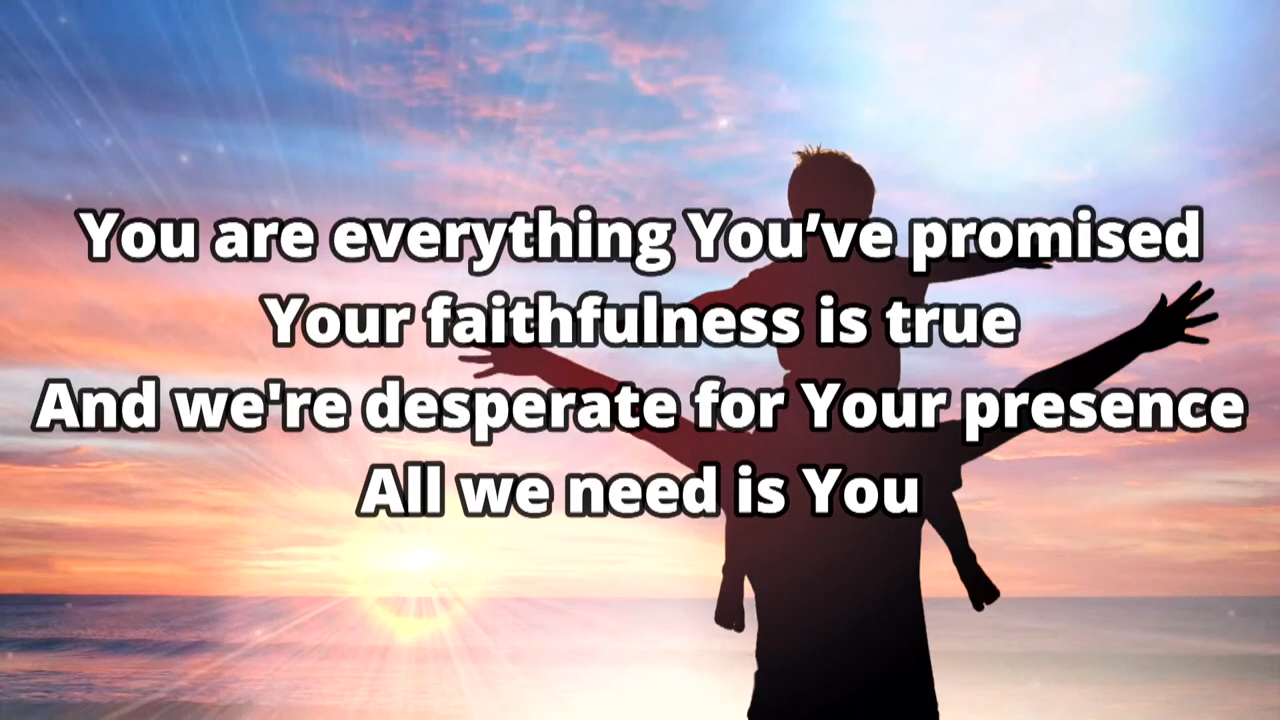 You are everything You’ve promised
Your faithfulness is true
And we're desperate for Your presence
All we need is You